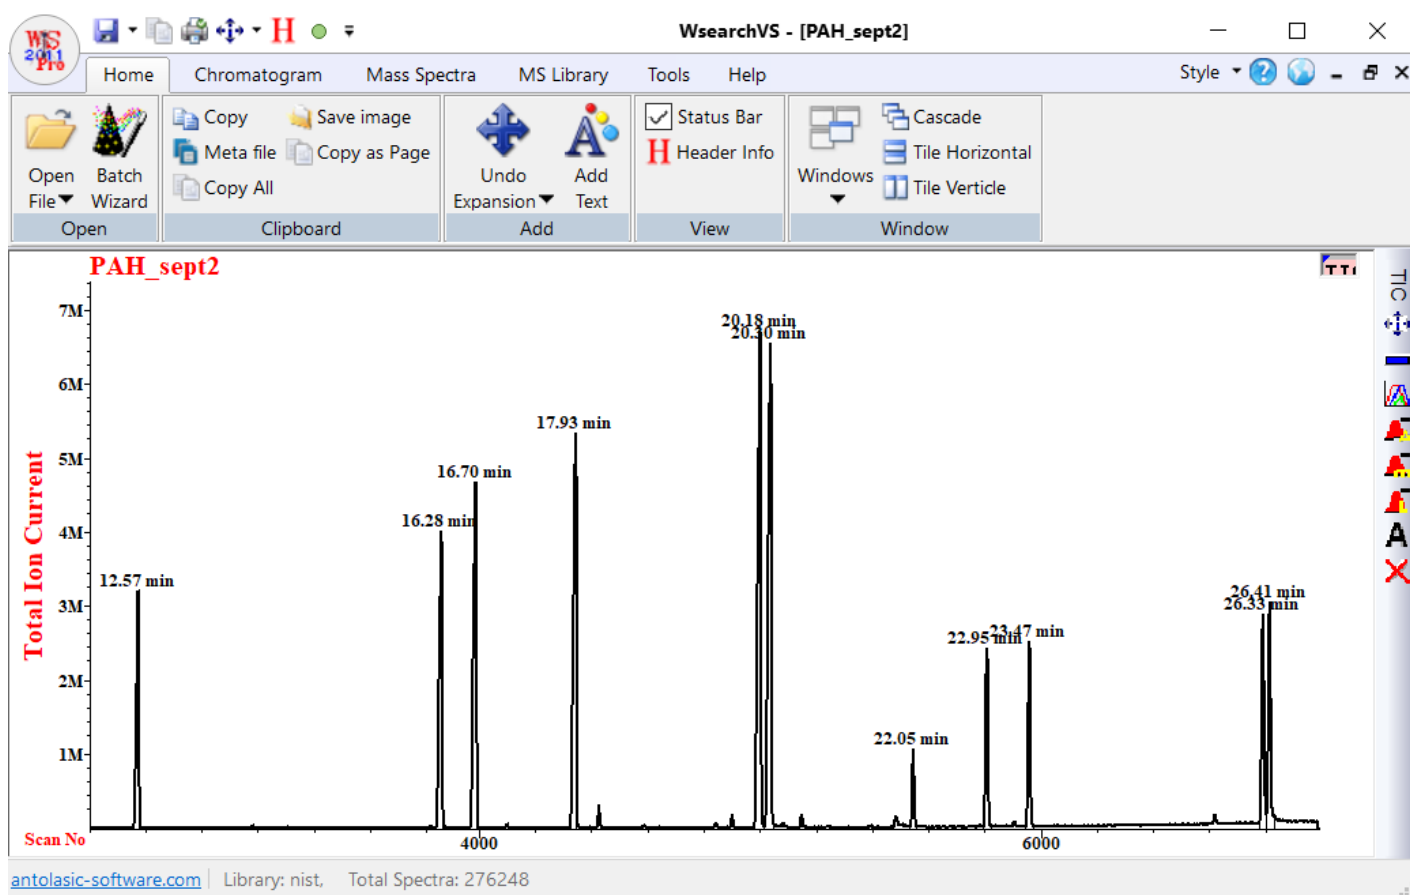 WsearchVS - [PAH_sept2]
WS
2011
Pro
Home Chromatogram Mass Spectra MS Library Tools Help Style
Copy Save image
Meta file Copy as Page
Copy All
Open File
Batch Wizard
Undo Expansion
Add Text
Status Bar
H Header Info
Windows
Cascade
Tile Horizontal
Tile Verticle
Open Clipboard Add View Window
PAH_sept2
TIC
7M
6M
5M
4M
3M
2M
1M
Total Ion Current
12.57 min
16.28 min
16.70 min
17.93 min
20.18 min
20.30 min
22.05 min
22.95 min
23.47 min
26.33 min
26.41 min
Scan No 4000 6000
A
antolasic-software.com Library: nist, Total Spectra: 276248